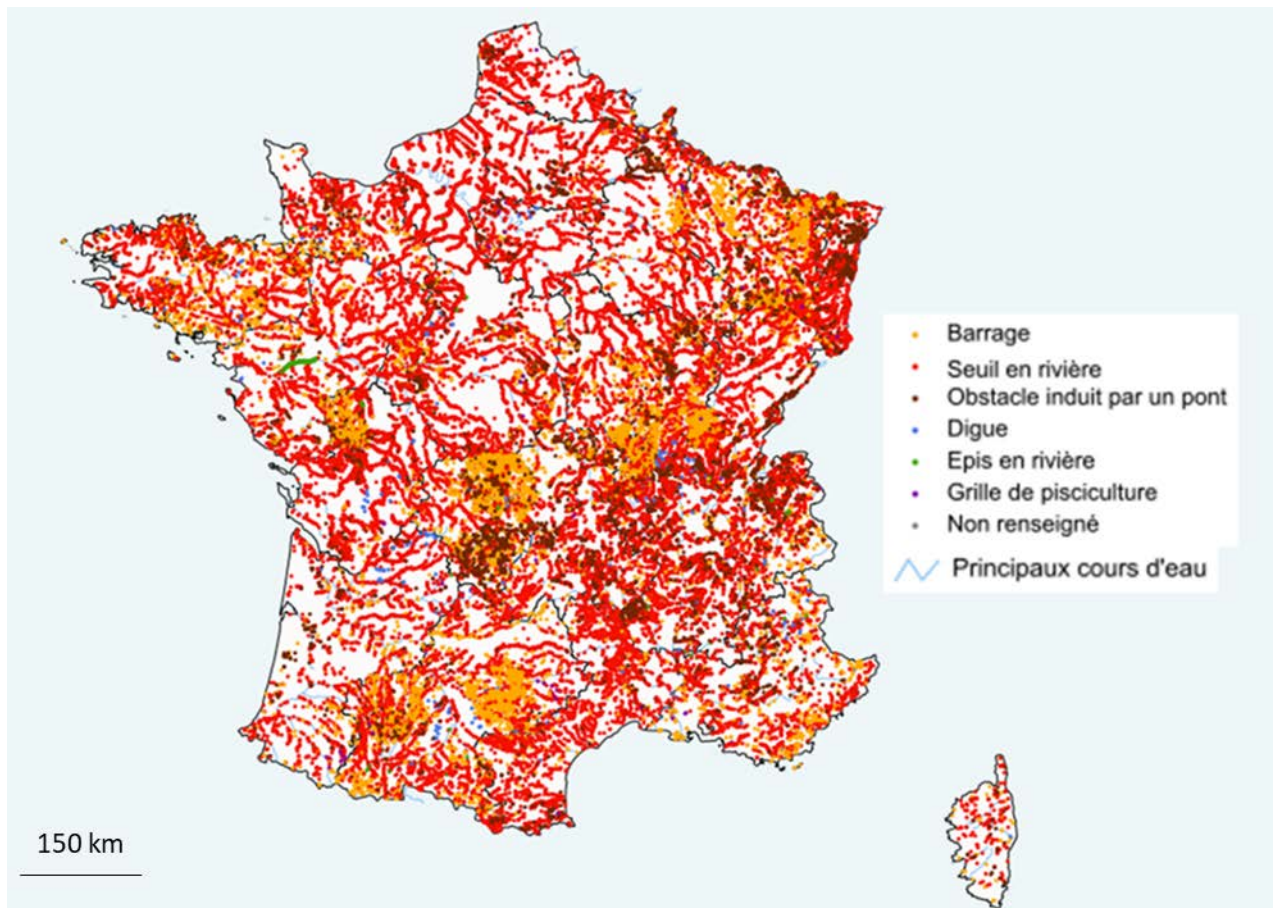 Barrage
Seuil en rivière
Obstacle induit par un pont
Digue
Epis en rivière
Grille de pisciculture
Non renseigné
Principaux cours d'eau
150 km